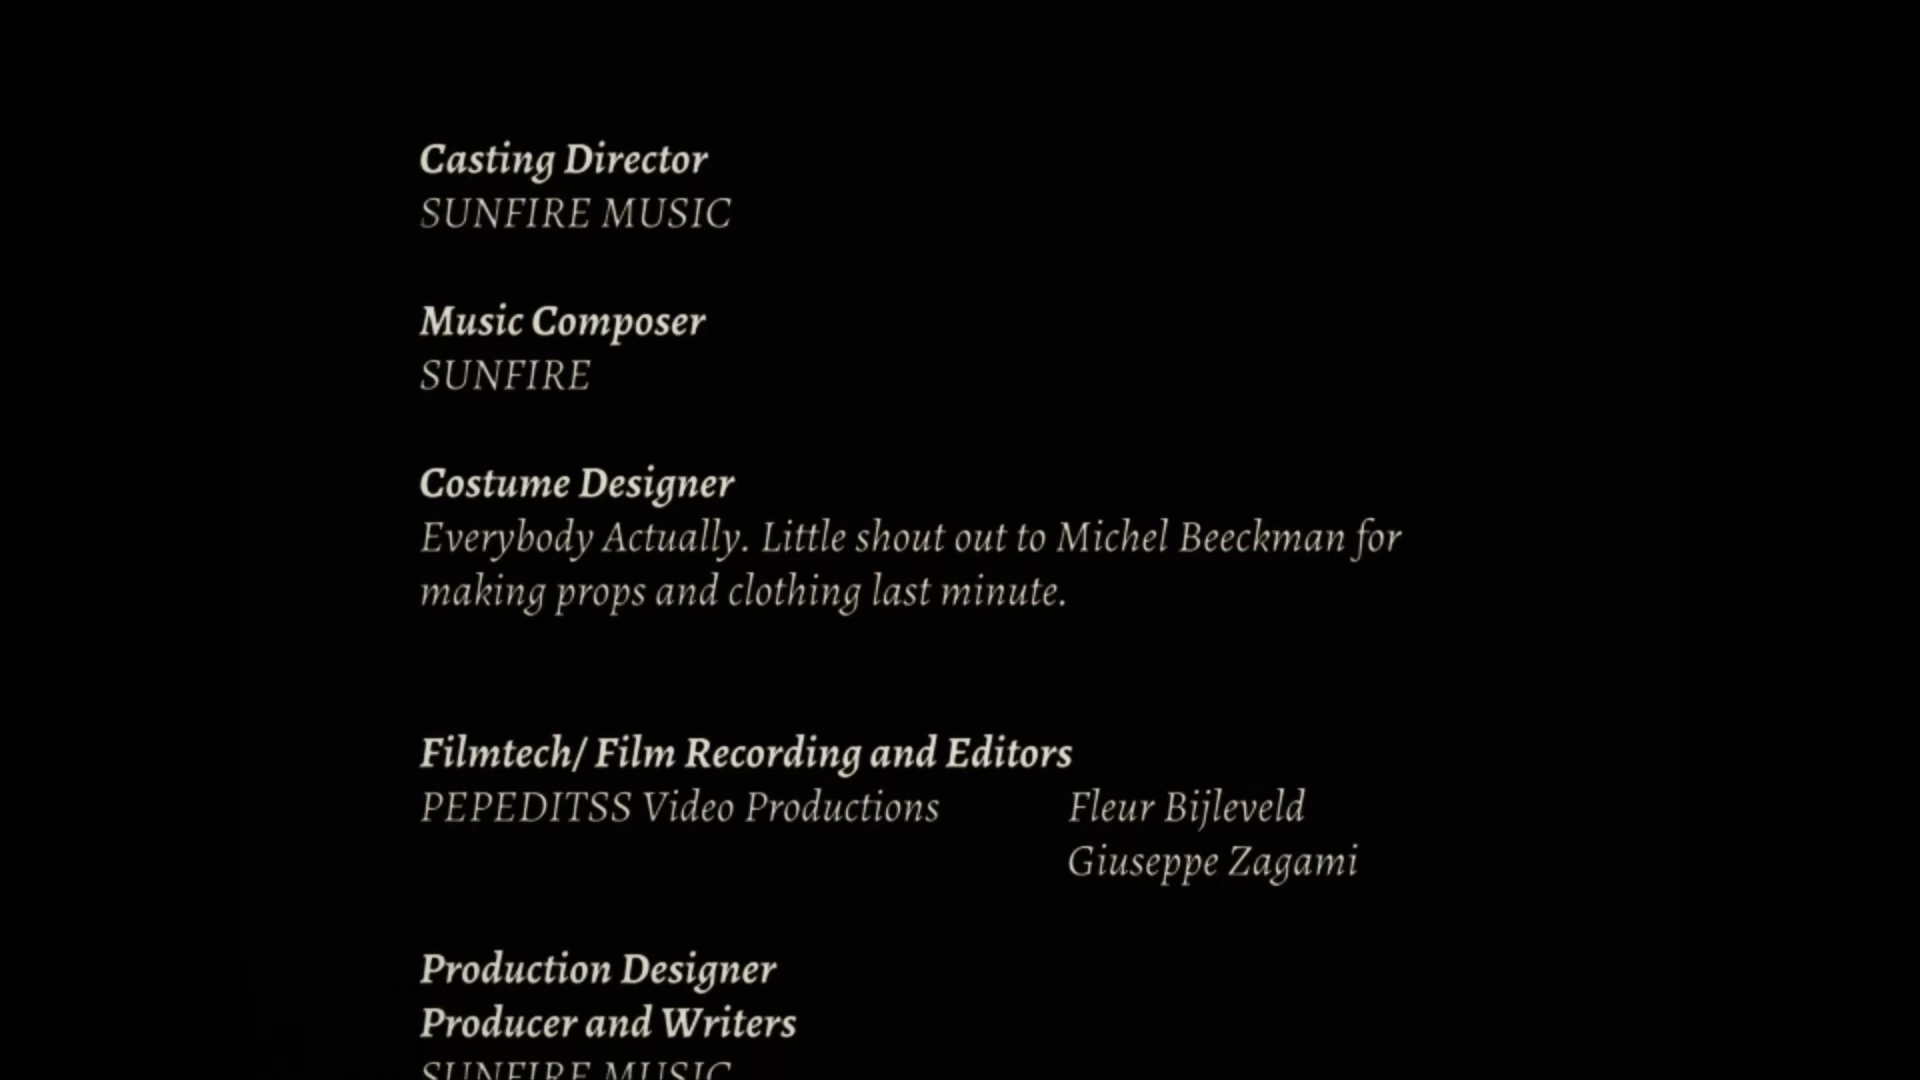 Casting Director
SUNFIRE MUSIC
Music Composer
SUNFIRE
Costume Designer
Everybody Actually. Little shout out to Michel Beeckman for
making props and clothing last minute.
Filmtech/ Film Recording and Editors
PEPEDITSS Video Productions Fleur Bijleveld
Giuseppe Zagami
Production Designer
Producer and Writers
SUNFIRE MUSIC